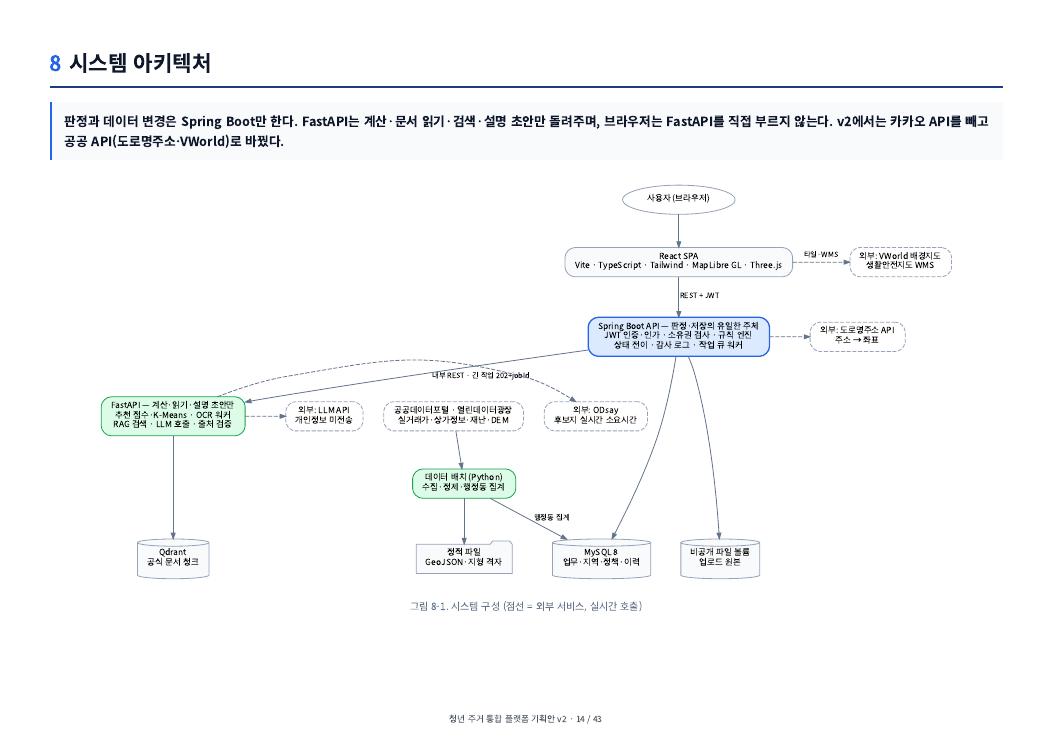 8 시스템 아키텍처
판정과 데이터 변경은 Spring Boot만 한다. FastAPI는 계산·문서 읽기·검색·설명 초안만 돌려주며, 브라우저는 FastAPI를 직접 부르지 않는다. v2에서는 카카오 API를 빼고
공공 API(도로명주소·VWorld)로 바꿨다.
사용자 (브라우저)
React SPA
Vite · TypeScript · Tailwind · MapLibre GL · Three.js
타일·WMS
외부: VWorld 배경지도
생활안전지도 WMS
REST + JWT
Spring Boot API — 판정·저장의 유일한 주체
JWT 인증·인가 · 소유권 검사 · 규칙 엔진
상태 전이 · 감사 로그 · 작업 큐 워커
외부: 도로명주소 API
주소 → 좌표
내부 REST · 긴 작업 202+jobId
FastAPI — 계산·읽기·설명 초안만
추천 점수·K-Means · OCR 워커
RAG 검색 · LLM 호출 · 출처 검증
외부: LLM API
개인정보 미전송
공공데이터포털 · 열린데이터광장
실거래가·상가정보·재난·DEM
외부: ODsay
후보지 실시간 소요시간
데이터 배치 (Python)
수집·정제·행정동 집계
행정동 집계
Qdrant
공식 문서 청크
정적 파일
GeoJSON·지형 격자
MySQL 8
업무·지역·정책·이력
비공개 파일 볼륨
업로드 원본
그림 8-1. 시스템 구성 (점선 = 외부 서비스, 실시간 호출)
청년 주거 통합 플랫폼 기획안 v2 · 14 / 43